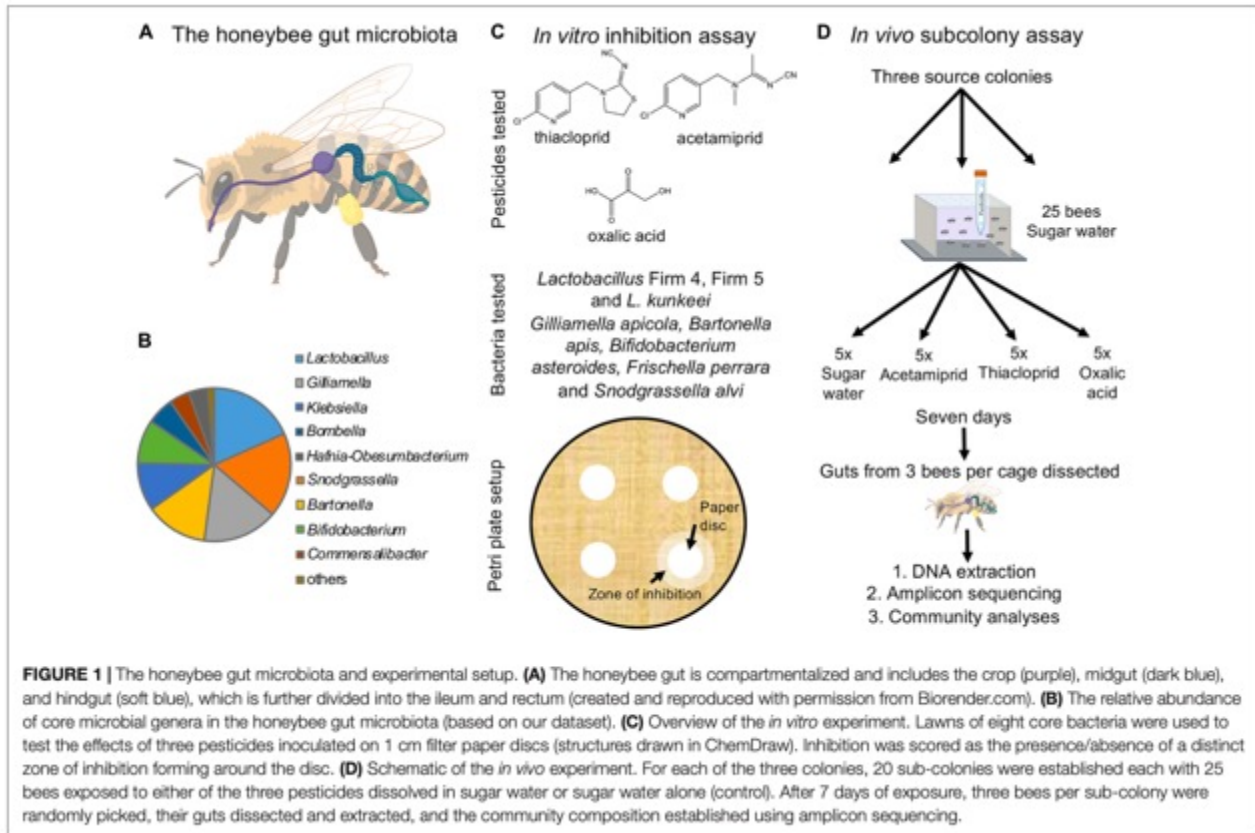 A The honeybee gut microbiota
B
Lactobacillus
Gilliamella
Klebsiella
Bombella
Hafnia-Obesumbacterium
Snodgrassella
Bartonella
Bifidobacterium
Commensalibacter
others
C In vitro inhibition assay
Pesticides tested
NC
N
N
S
Cl
N
thiacloprid
N
N
CN
Cl
N
acetamiprid
O
HO
OH
O
oxalic acid
Bacteria tested
Lactobacillus Firm 4, Firm 5
and L. kunkeei
Gilliamella apicola, Bartonella
apis, Bifidobacterium
asteroides, Frischella perrara
and Snodgrassella alvi
Petri plate setup
Paper
disc
Zone of inhibition
D In vivo subcolony assay
Three source colonies
25 bees
Sugar water
5x
Sugar
water
5x
Acetamiprid
5x
Thiacloprid
5x
Oxalic
acid
Seven days
Guts from 3 bees per cage dissected
1. DNA extraction
2. Amplicon sequencing
3. Community analyses
FIGURE 1 | The honeybee gut microbiota and experimental setup. (A) The honeybee gut is compartmentalized and includes the crop (purple), midgut (dark blue),
and hindgut (soft blue), which is further divided into the ileum and rectum (created and reproduced with permission from Biorender.com). (B) The relative abundance
of core microbial genera in the honeybee gut microbiota (based on our dataset). (C) Overview of the in vitro experiment. Lawns of eight core bacteria were used to
test the effects of three pesticides inoculated on 1 cm filter paper discs (structures drawn in ChemDraw). Inhibition was scored as the presence/absence of a distinct
zone of inhibition forming around the disc. (D) Schematic of the in vivo experiment. For each of the three colonies, 20 sub-colonies were established each with 25
bees exposed to either of the three pesticides dissolved in sugar water or sugar water alone (control). After 7 days of exposure, three bees per sub-colony were
randomly picked, their guts dissected and extracted, and the community composition established using amplicon sequencing.